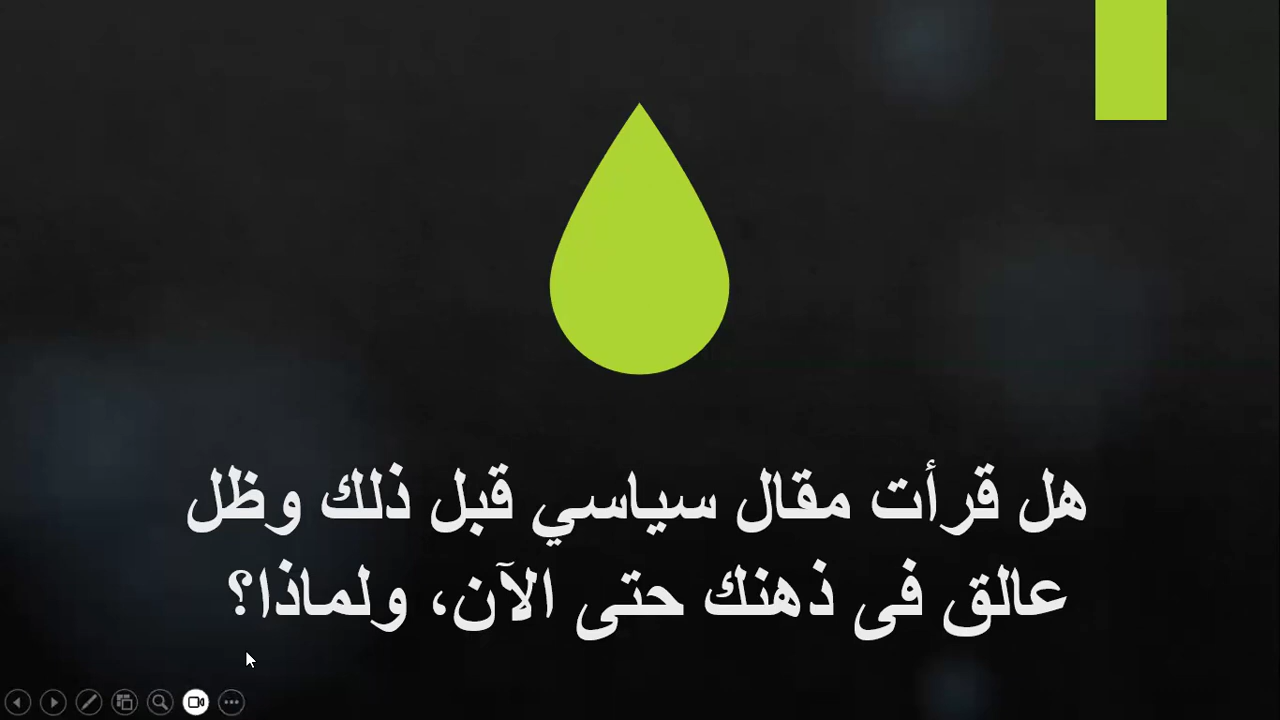 هل قرأت مقال سياسي قبل ذلك وظل
عالق فى ذهنك حتى الآن، ولماذا؟